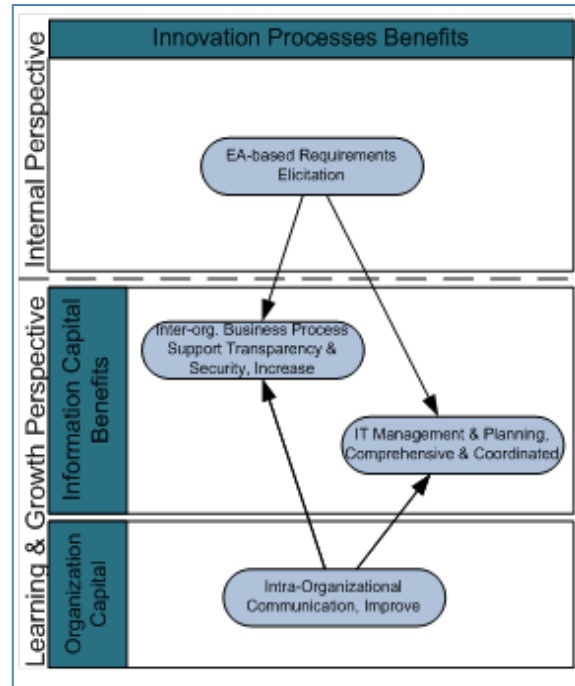 Innovation Processes Benefits
Internal Perspective
EA-based Requirements
Elicitation
Learning & Growth Perspective
Information Capital
Benefits
Inter-org. Business Process
Support Transparency &
Security, Increase
IT Management & Planning,
Comprehensive & Coordinated
Organization
Capital
Intra-Organizational
Communication, Improve